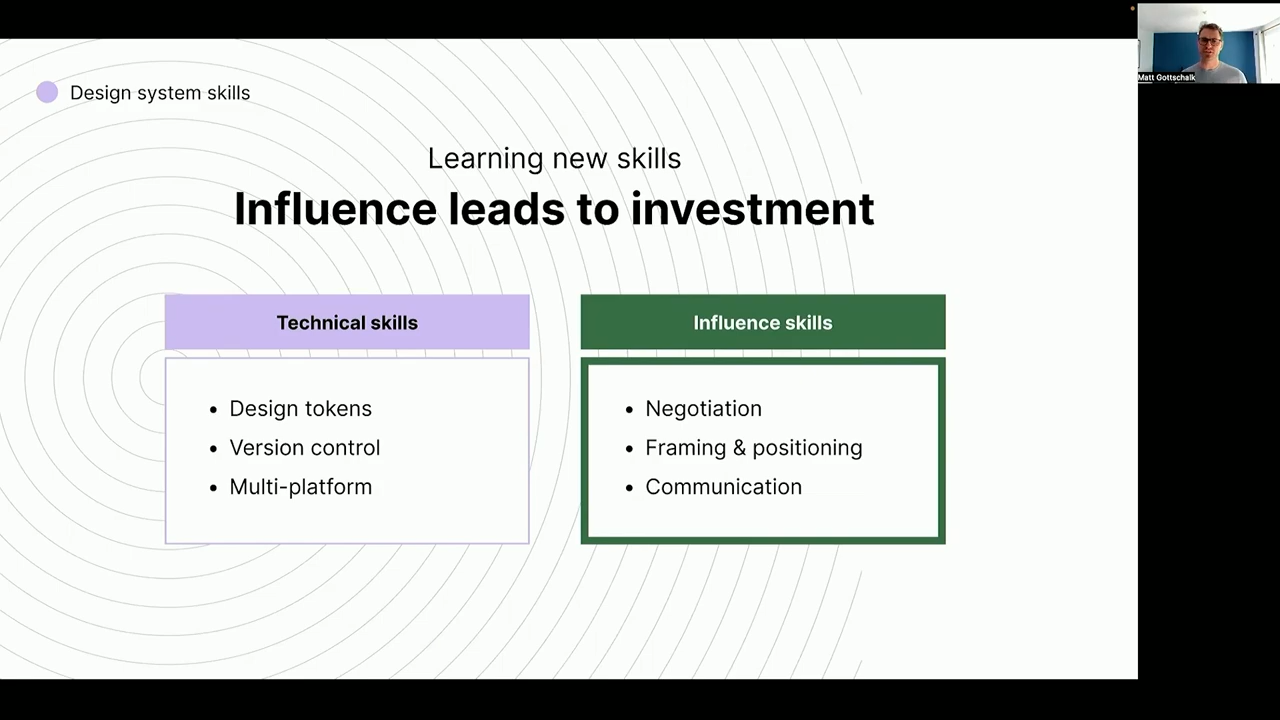 Design system skills
Learning new skills
Influence leads to investment
Technical skills
• Design tokens
• Version control
• Multi-platform
Influence skills
• Negotiation
• Framing & positioning
• Communication
Matt Gottschalk